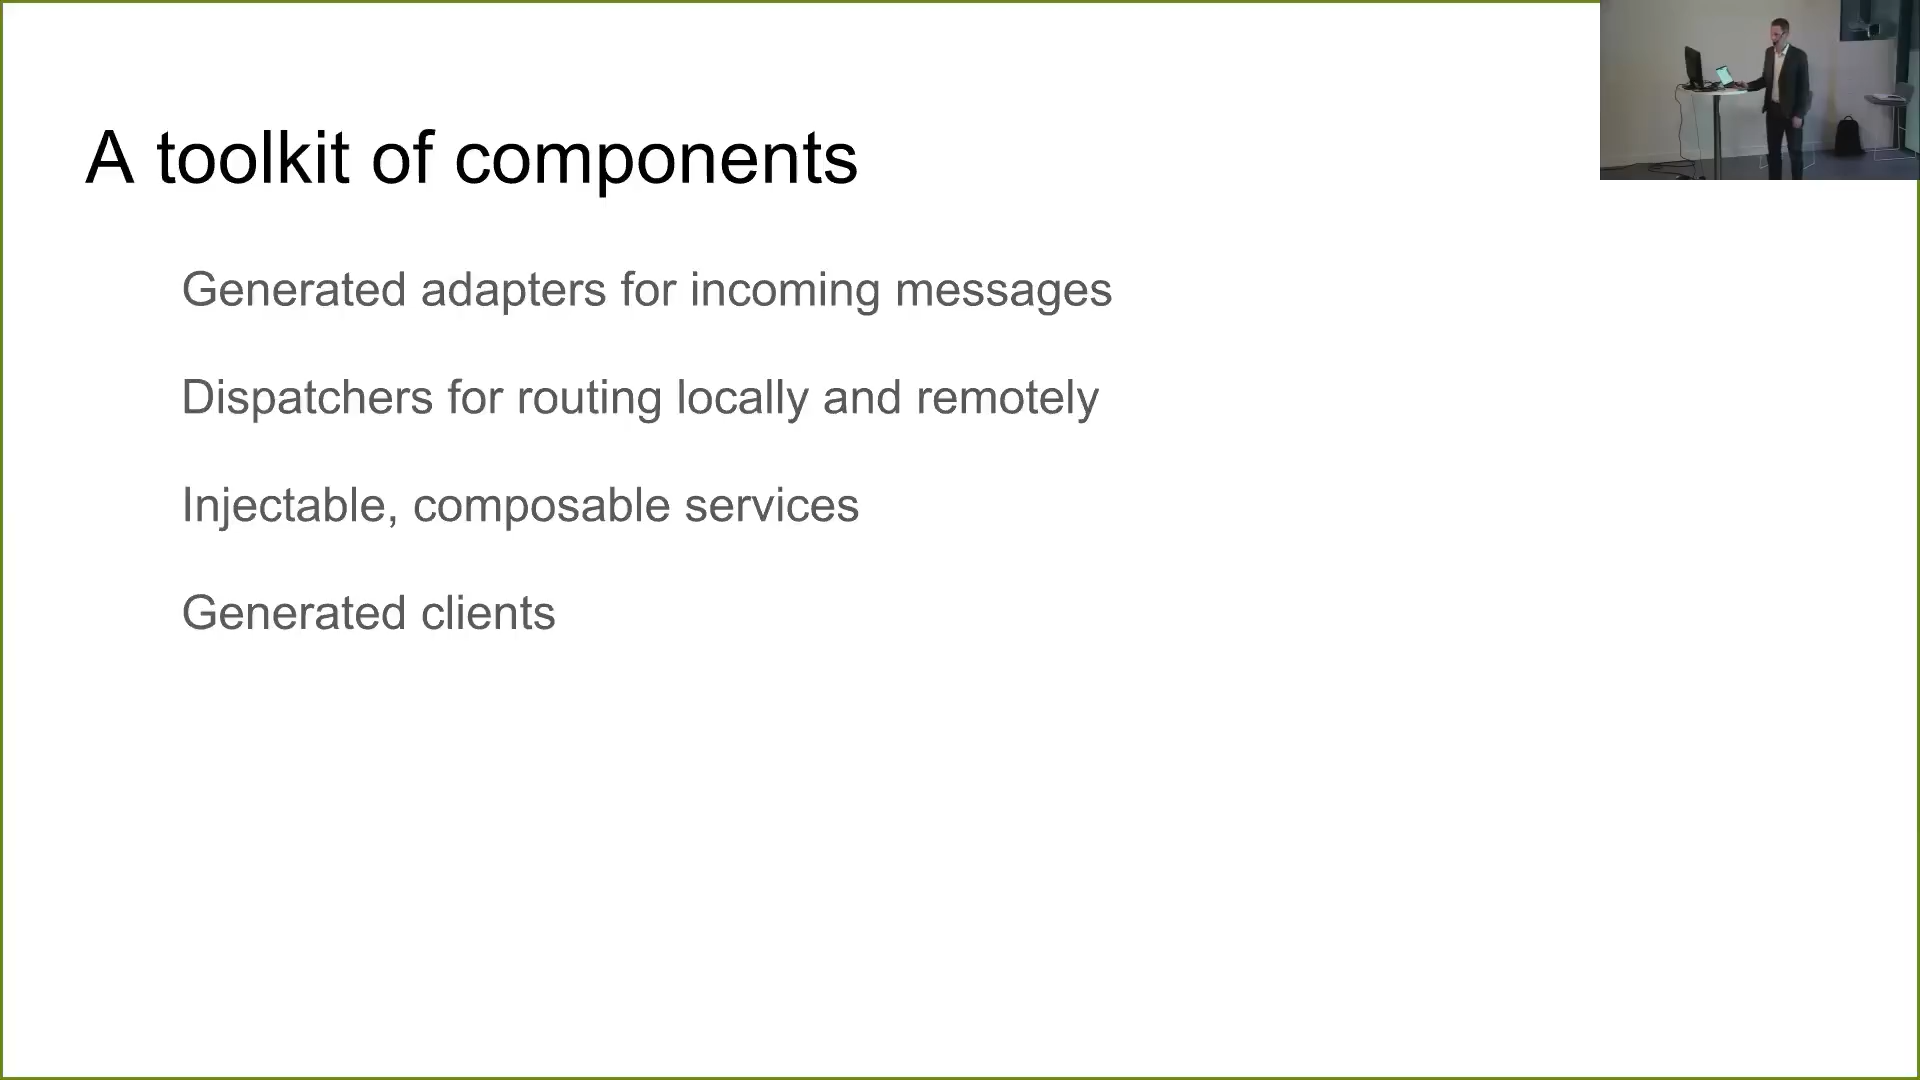 A toolkit of components
Generated adapters for incoming messages
Dispatchers for routing locally and remotely
Injectable, composable services
Generated clients